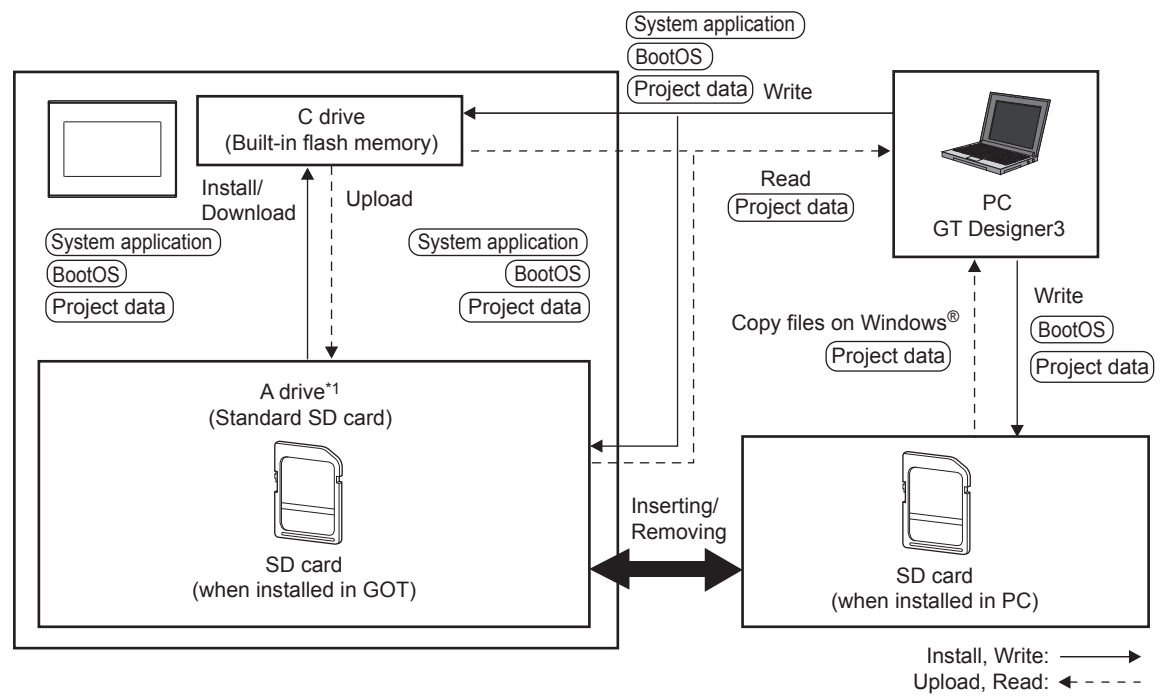 System application
BootOS
Project data
Write
C drive
(Built-in flash memory)
Install/
Download
Upload
Read
Project data
PC
GT Designer3
System application
BootOS
Project data
System application
BootOS
Project data
Write
BootOS
Project data
Copy files on Windows®
Project data
A drive*1
(Standard SD card)
SD card
(when installed in GOT)
Inserting/
Removing
SD card
(when installed in PC)
Install, Write:
Upload, Read: